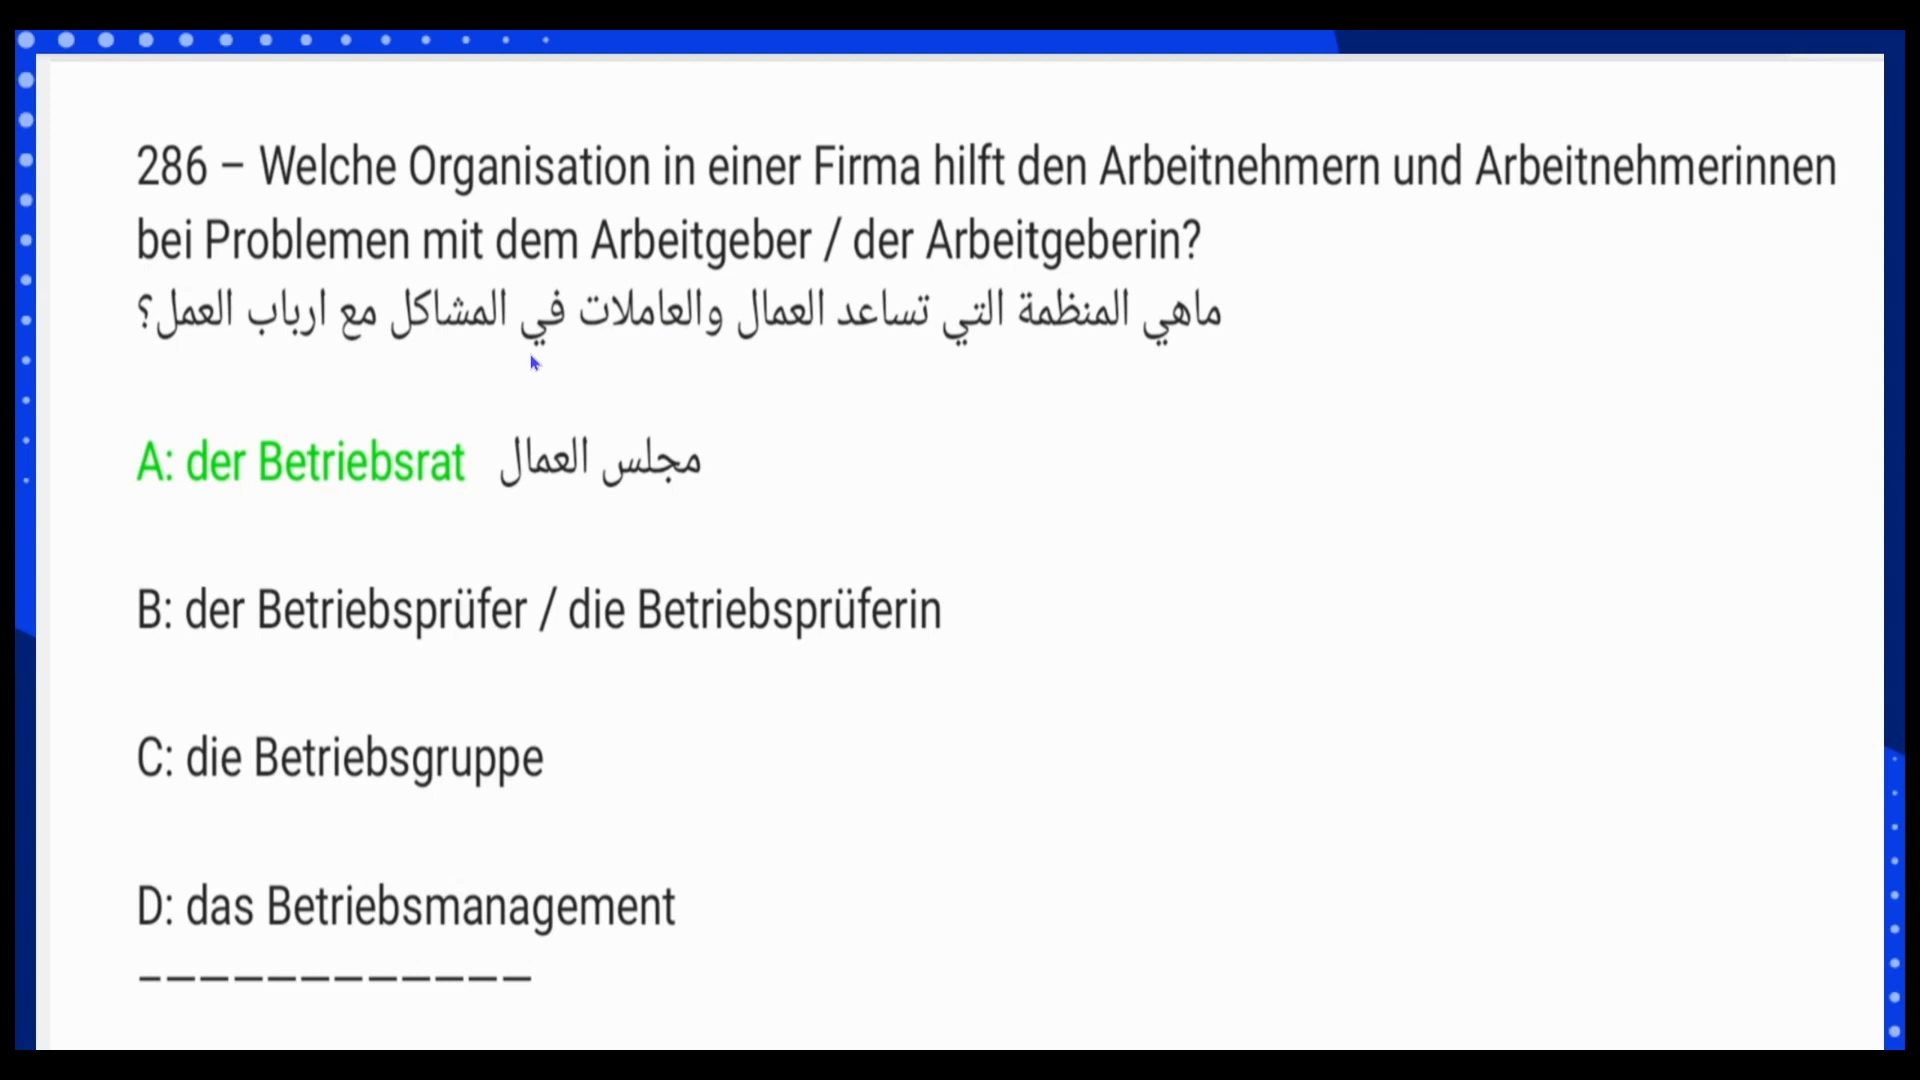 286 – Welche Organisation in einer Firma hilft den Arbeitnehmern und Arbeitnehmerinnen
bei Problemen mit dem Arbeitgeber / der Arbeitgeberin?
ماهي المنظمة التي تساعد العمال والعاملات في المشاكل مع ارباب العمل؟
A: der Betriebsrat مجلس العمال
B: der Betriebsprüfer / die Betriebsprüferin
C: die Betriebsgruppe
D: das Betriebsmanagement
————————————